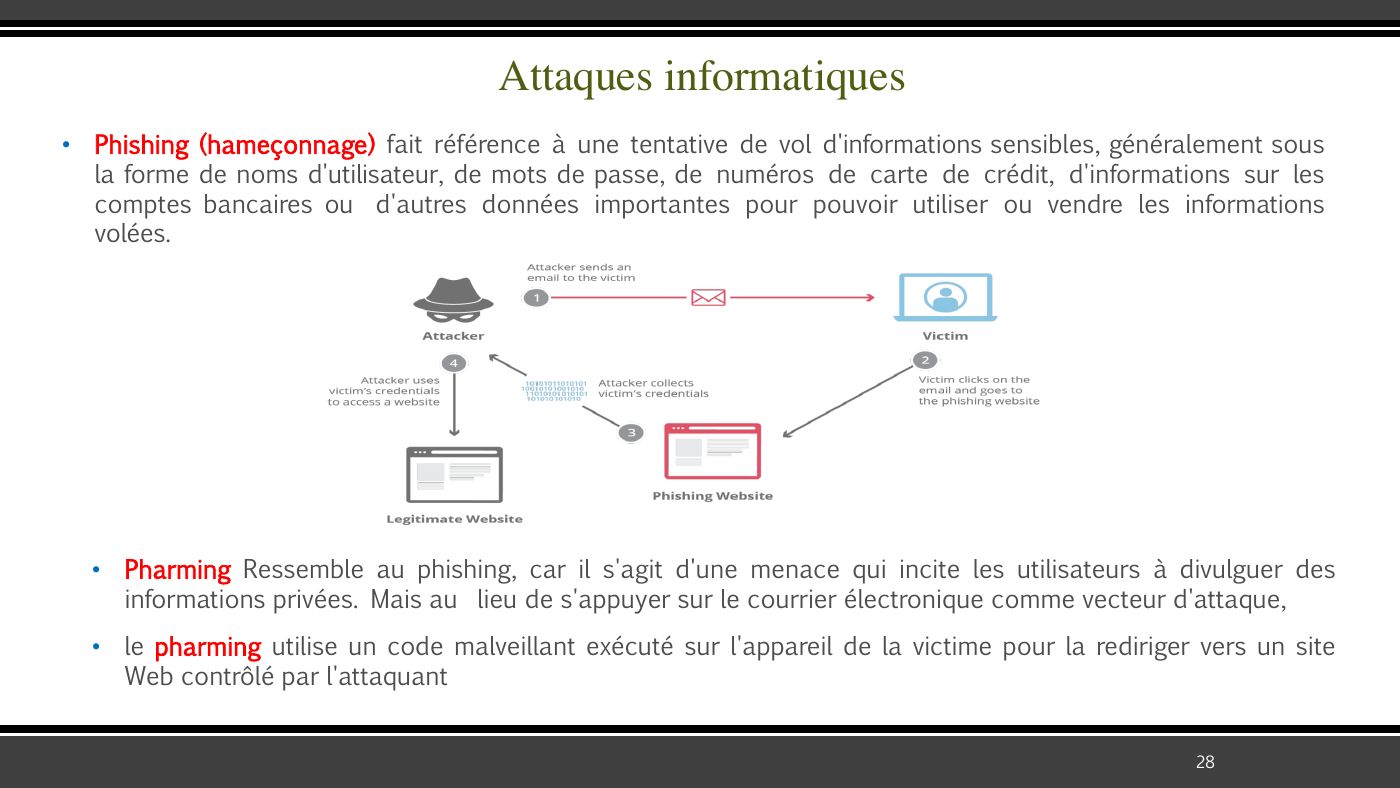 Attaques informatiques
• Phishing (hameçonnage) fait référence à une tentative de vol d'informations sensibles, généralement sous
la forme de noms d'utilisateur, de mots de passe, de numéros de carte de crédit, d'informations sur les
comptes bancaires ou d'autres données importantes pour pouvoir utiliser ou vendre les informations
volées.
Attacker sends an
email to the victim
1
Attacker
Victim
4
2
Attacker uses
victim's credentials
to access a website
10101011010101
1001010101010
11010101010101
101010101010
Attacker collects
victim's credentials
Victim clicks on the
email and goes to
the phishing website
3
Phishing Website
Legitimate Website
• Pharming Ressemble au phishing, car il s'agit d'une menace qui incite les utilisateurs à divulguer des
informations privées. Mais au lieu de s'appuyer sur le courrier électronique comme vecteur d'attaque,
• le pharming utilise un code malveillant exécuté sur l'appareil de la victime pour la rediriger vers un site
Web contrôlé par l'attaquant
28